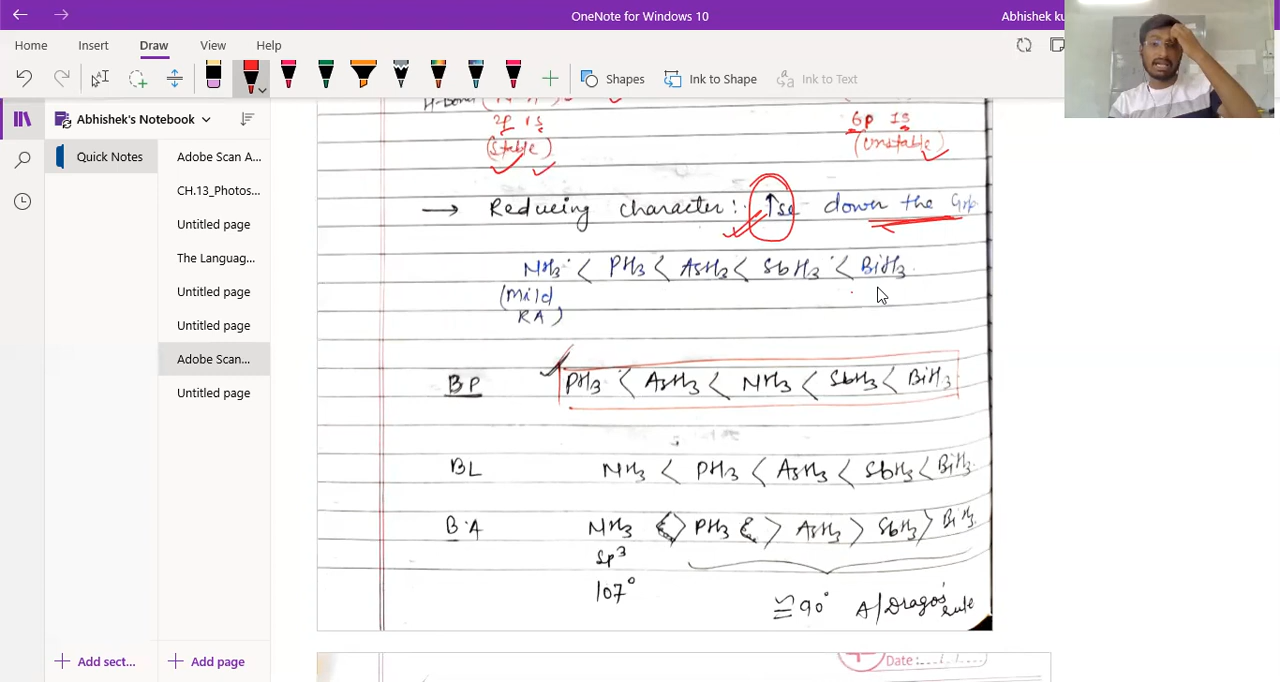 OneNote for Windows 10
Abhishek ku
Home Insert Draw View Help
Shapes Ink to Shape Ink to Text
Abhishek's Notebook
Quick Notes
Adobe Scan A...
CH.13_Photos...
Untitled page
The Languag...
Untitled page
Untitled page
Adobe Scan...
Untitled page
Add sect...
Add page
2p 1s
(Stable)
6p 1s
(Unstable)
→ Reducing character: ↑se down the Grp
NH3 < PH3 < AsH3 < SbH3 < BiH3
(Mild
RA)
BP PH3 < AsH3 < NH3 < SbH3 < BiH3
BL NH3 < PH3 < AsH3 < SbH3 < BiH3
B.A NH3 > PH3 > AsH3 > SbH3 > BiH3
Sp3
107°
≅90° A/Drago's rule
Date: